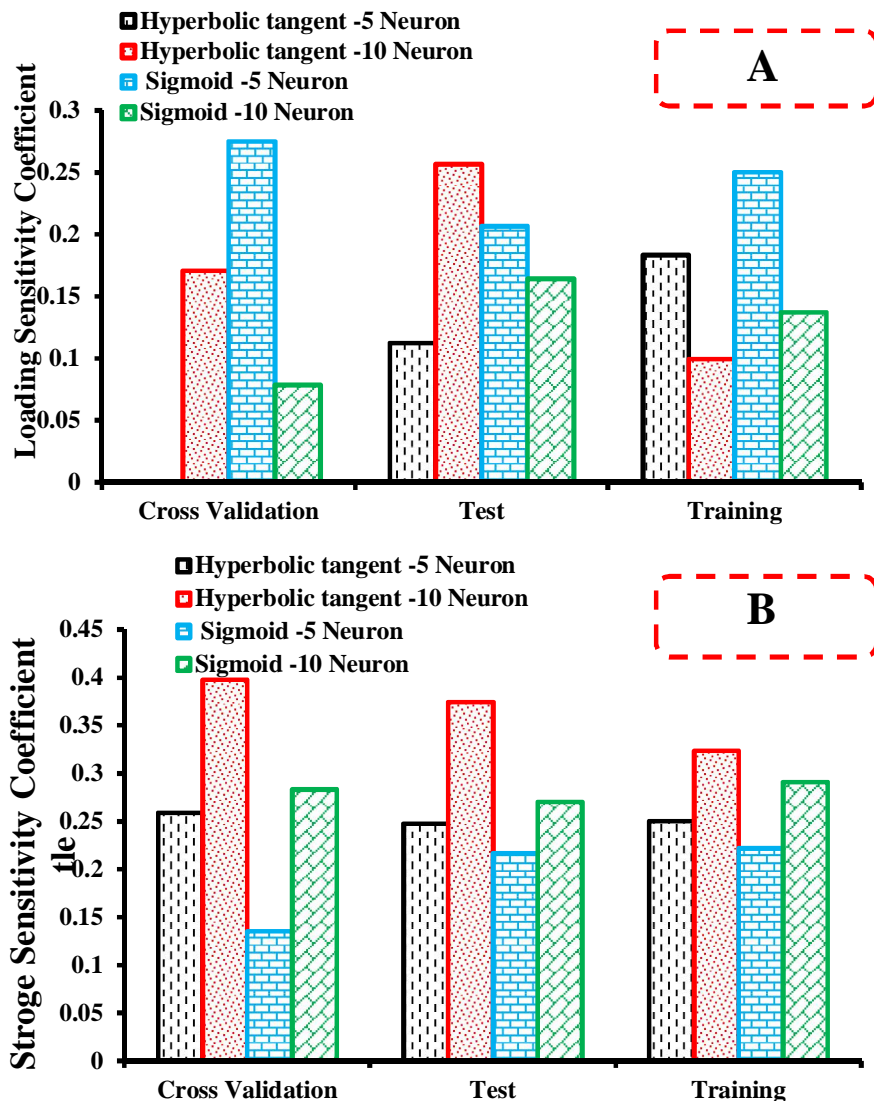 Hyperbolic tangent -5 Neuron
Hyperbolic tangent -10 Neuron
Sigmoid -5 Neuron
Sigmoid -10 Neuron
A
Loading Sensitivity Coefficient
0.3
0.25
0.2
0.15
0.1
0.05
0
Cross Validation
Test
Training
Hyperbolic tangent -5 Neuron
Hyperbolic tangent -10 Neuron
Sigmoid -5 Neuron
Sigmoid -10 Neuron
B
Stroge Sensitivity Coefficient
tle
0.45
0.4
0.35
0.3
0.25
0.2
0.15
0.1
0.05
0
Cross Validation
Test
Training